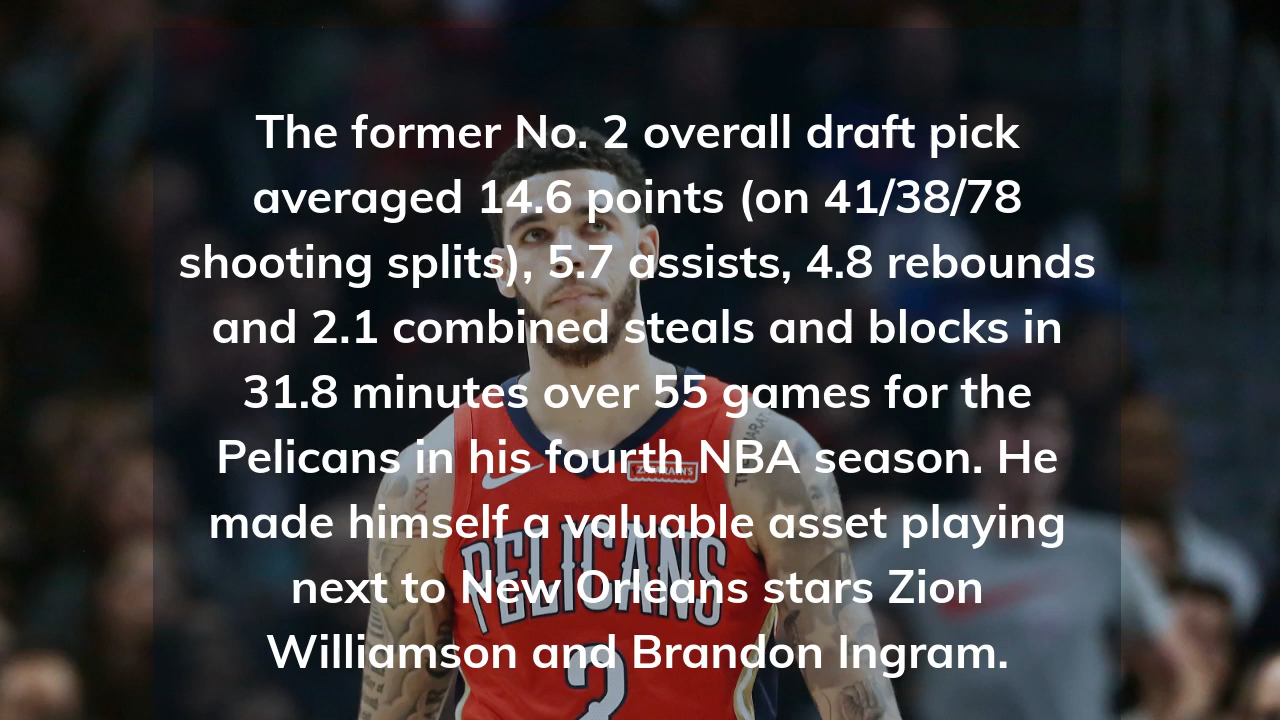 The former No. 2 overall draft pick
averaged 14.6 points (on 41/38/78
shooting splits), 5.7 assists, 4.8 rebounds
and 2.1 combined steals and blocks in
31.8 minutes over 55 games for the
Pelicans in his fourth NBA season. He
made himself a valuable asset playing
next to New Orleans stars Zion
Williamson and Brandon Ingram.
PELICANS
2